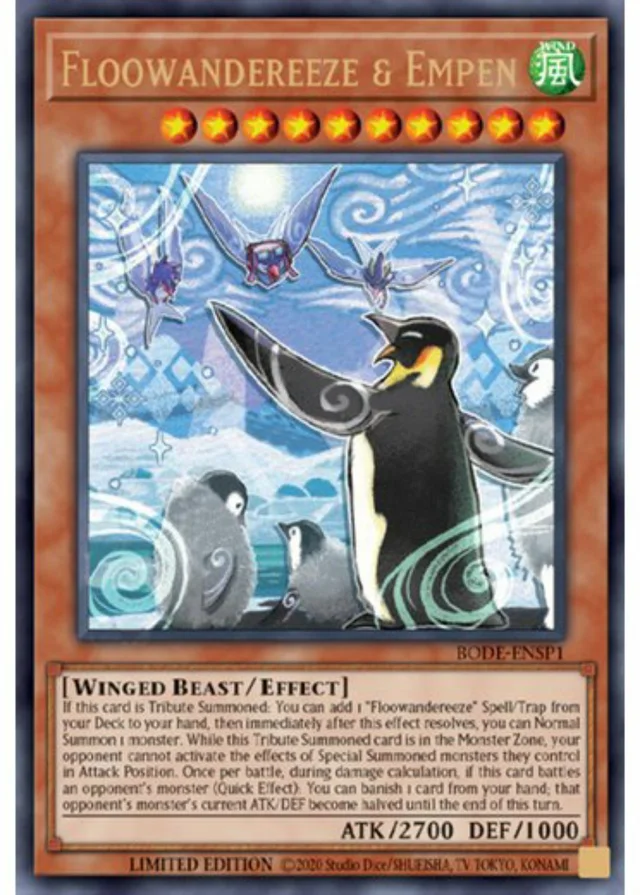 FLOOWANDEREEZE & EMPEN
WIND
風
BODE-ENSP1
[WINGED BEAST/EFFECT]
If this card is Tribute Summoned: You can add 1 "Floowandereeze" Spell/Trap from
your Deck to your hand, then immediately after this effect resolves, you can Normal
Summon 1 monster. While this Tribute Summoned card is in the Monster Zone, your
opponent cannot activate the effects of Special Summoned monsters they control
in Attack Position. Once per battle, during damage calculation, if this card battles
an opponent's monster (Quick Effect): You can banish 1 card from your hand; that
opponent's monster's current ATK/DEF become halved until the end of this turn.
ATK/2700 DEF/1000
LIMITED EDITION ©2020 Studio Dice/SHUEISHA, TV TOKYO, KONAMI